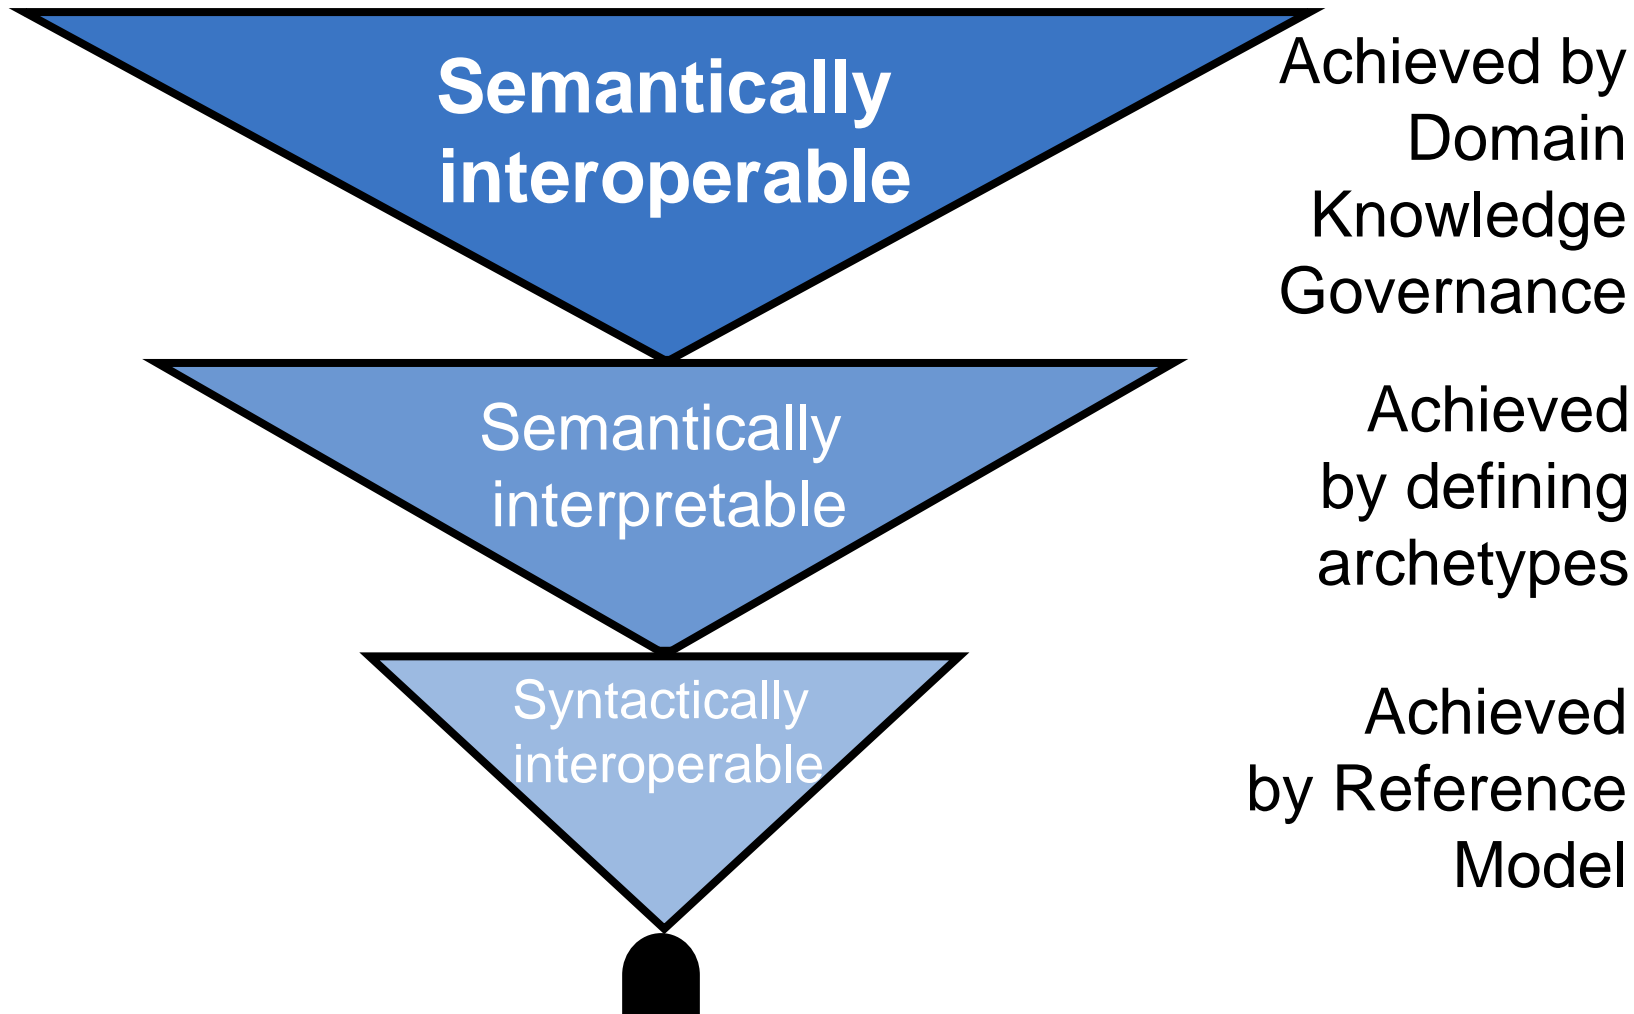 Semantically
interoperable
Achieved by
Domain
Knowledge
Governance
Semantically
interpretable
Achieved
by defining
archetypes
Syntactically
interoperable
Achieved
by Reference
Model